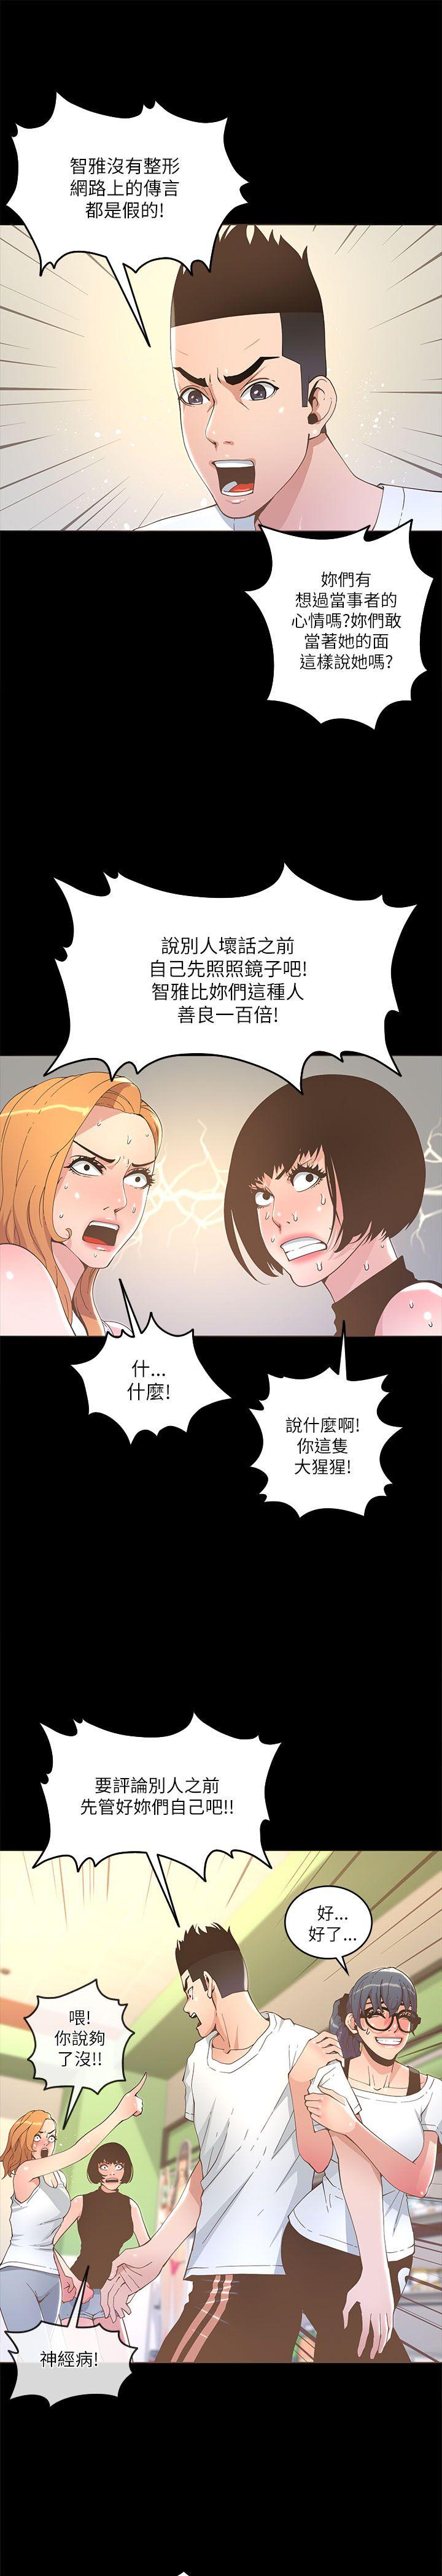 智雅沒有整形
網路上的傳言
都是假的!
妳們有
想過當事者的
心情嗎?妳們敢
當著她的面
這樣說她嗎?
說別人壞話之前
自己先照照鏡子吧!
智雅比妳們這種人
善良一百倍!
什...
什麼!
說什麼啊!
你這隻
大猩猩!
要評論別人之前
先管好妳們自己吧!!
好...
好了...
喂!
你說夠
了沒!!
神經病!